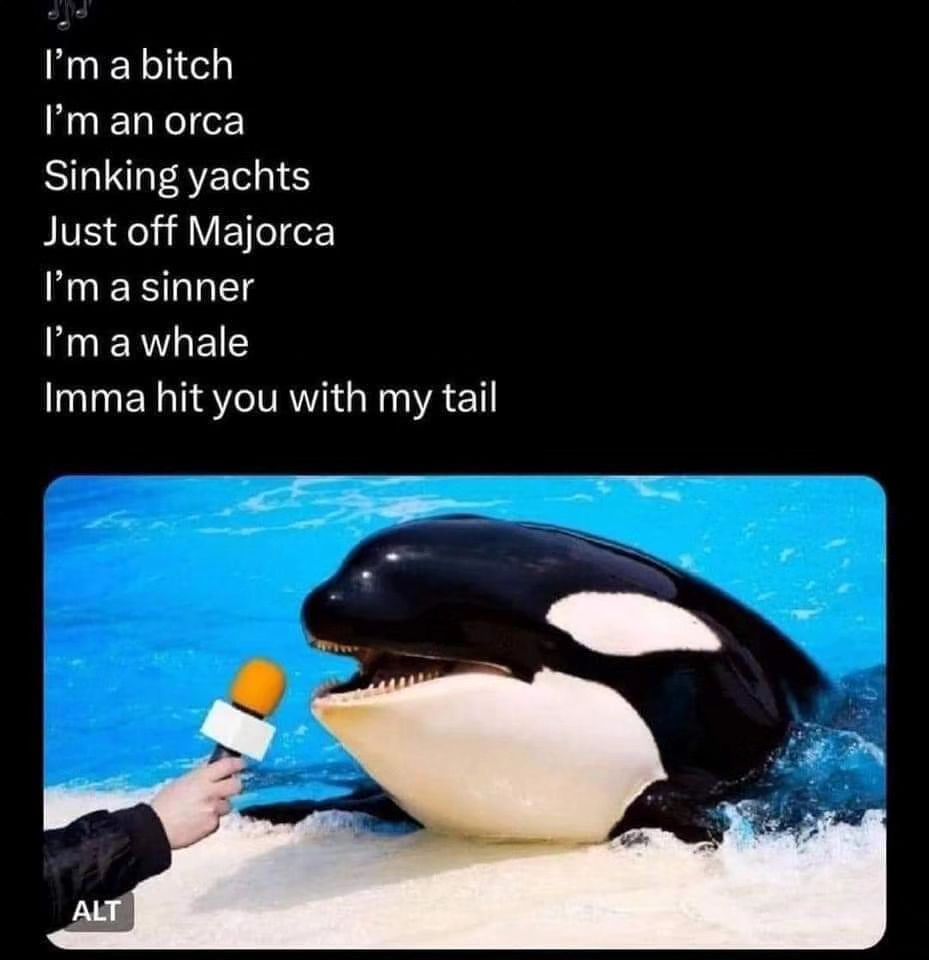 I'm a bitch
I'm an orca
Sinking yachts
Just off Majorca
I'm a sinner
I'm a whale
Imma hit you with my tail
ALT